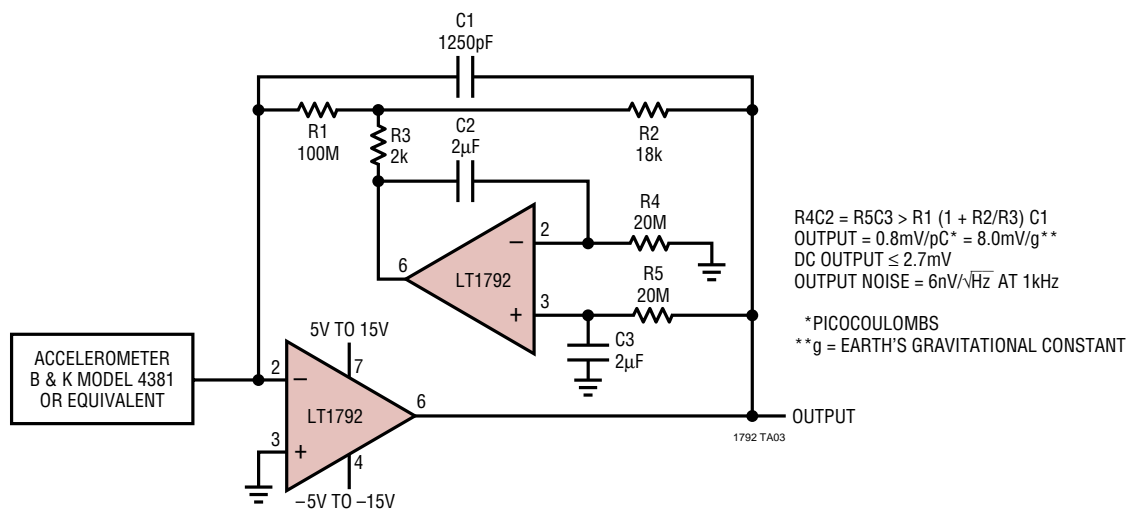 C1
1250pF
R1
100M
R3
2k
C2
2µF
R2
18k
R4
20M
2
–
6
LT1792
3
+
R5
20M
C3
2µF
R4C2 = R5C3 > R1 (1 + R2/R3) C1
OUTPUT = 0.8mV/pC* = 8.0mV/g**
DC OUTPUT ≤ 2.7mV
OUTPUT NOISE = 6nV/√Hz AT 1kHz
*PICOCOULOMBS
**g = EARTH'S GRAVITATIONAL CONSTANT
ACCELEROMETER
B & K MODEL 4381
OR EQUIVALENT
5V TO 15V
7
2
–
LT1792
6
3
+
4
–5V TO –15V
OUTPUT
1792 TA03